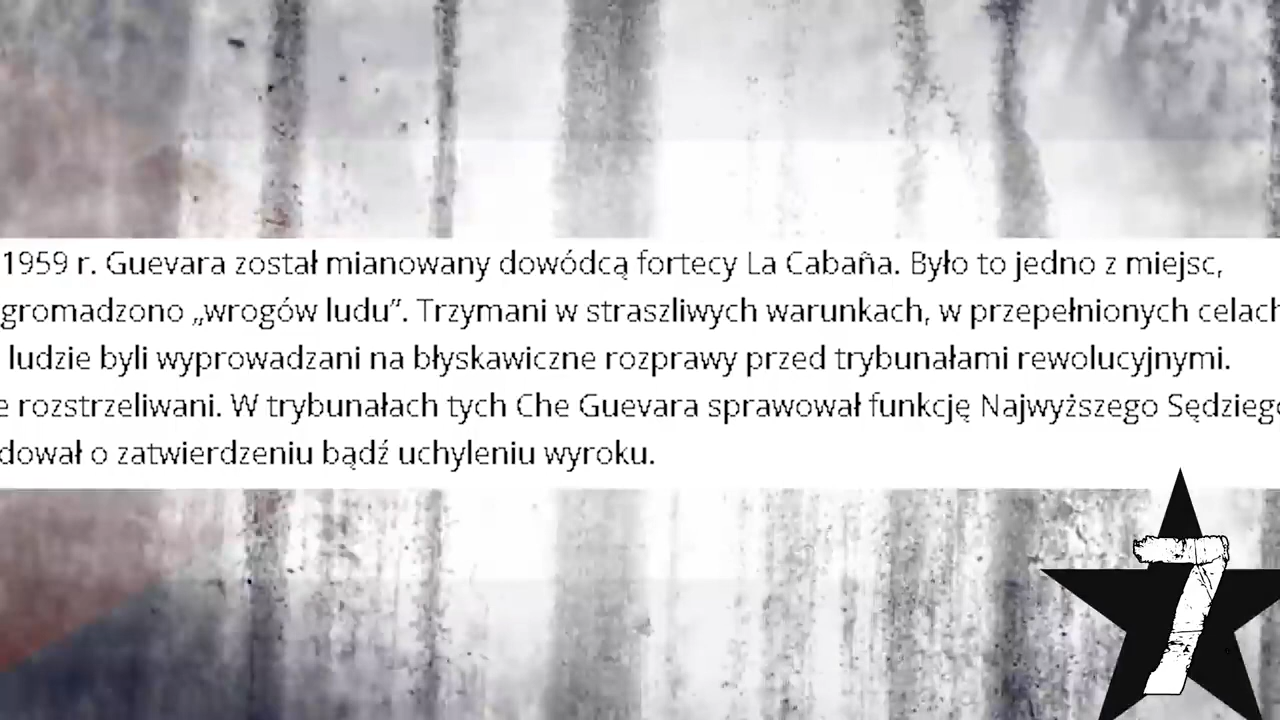 1959 r. Guevara został mianowany dowódcą fortecy La Cabaña. Było to jedno z miejsc,
gromadzono „wrogów ludu”. Trzymani w straszliwych warunkach, w przepełnionych celach
ludzie byli wyprowadzani na błyskawiczne rozprawy przed trybunałami rewolucyjnymi.
rozstrzeliwani. W trybunałach tych Che Guevara sprawował funkcję Najwyższego Sędziego
o zatwierdzeniu bądź uchyleniu wyroku.
7